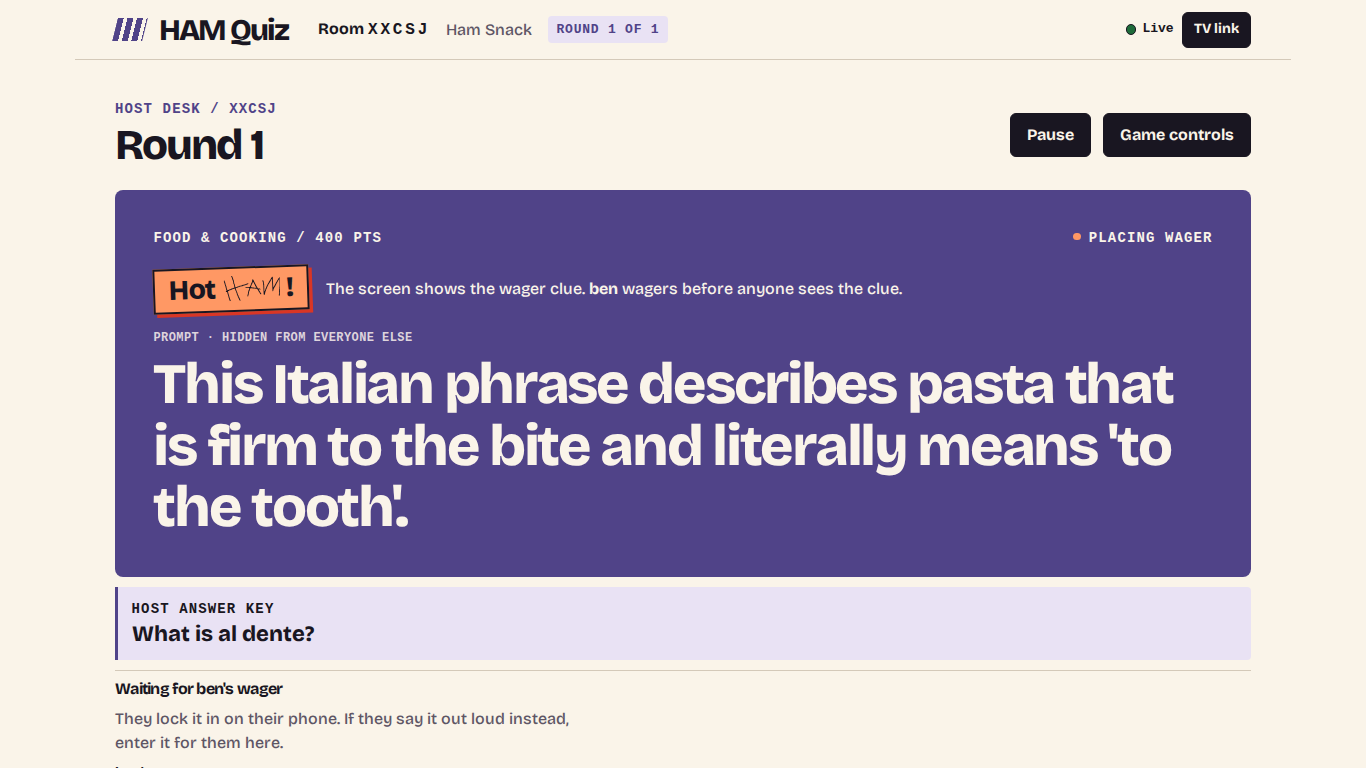 HAM Quiz Room XXCSJ Ham Snack ROUND 1 OF 1 Live TV link
HOST DESK / XXCSJ
Round 1
Pause Game controls
FOOD & COOKING / 400 PTS PLACING WAGER
Hot HAM! The screen shows the wager clue. ben wagers before anyone sees the clue.
PROMPT · HIDDEN FROM EVERYONE ELSE
This Italian phrase describes pasta that
is firm to the bite and literally means 'to
the tooth'.
HOST ANSWER KEY
What is al dente?
Waiting for ben's wager
They lock it in on their phone. If they say it out loud instead,
enter it for them here.